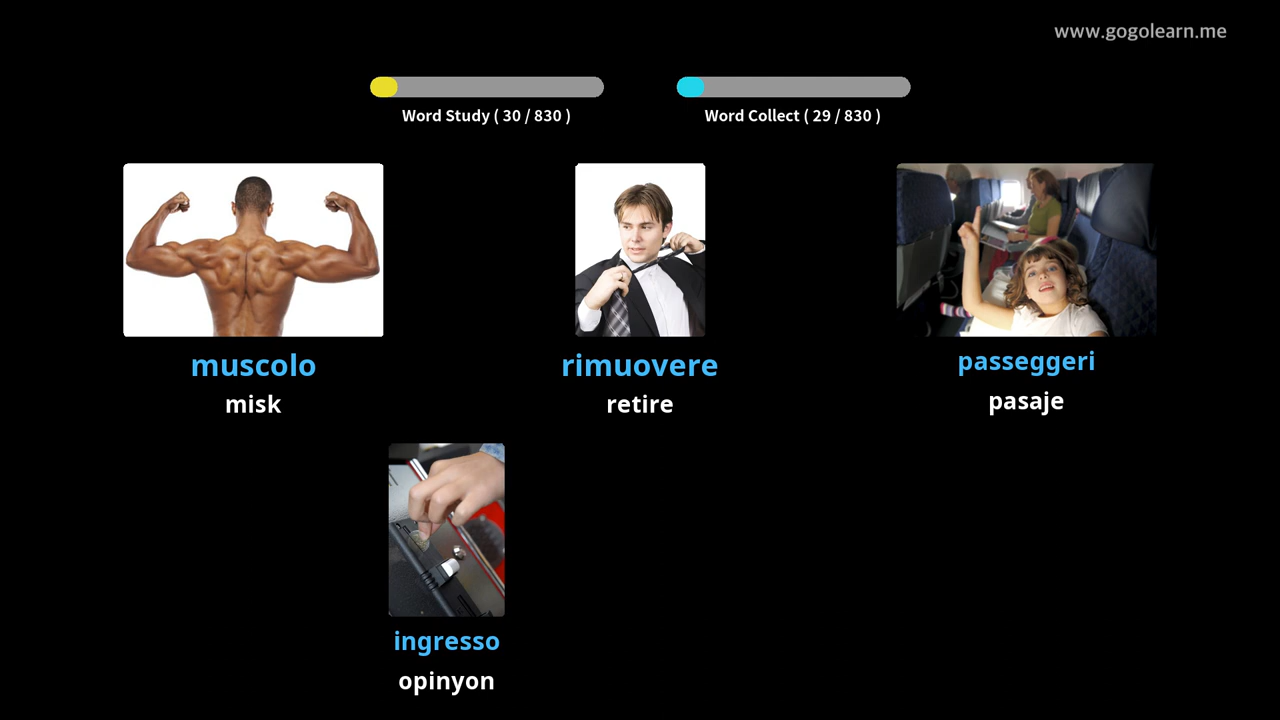 www.gogolearn.me
Word Study ( 30 / 830 )
Word Collect ( 29 / 830 )
muscolo
misk
rimuovere
retire
passeggeri
pasaje
ingresso
opinyon